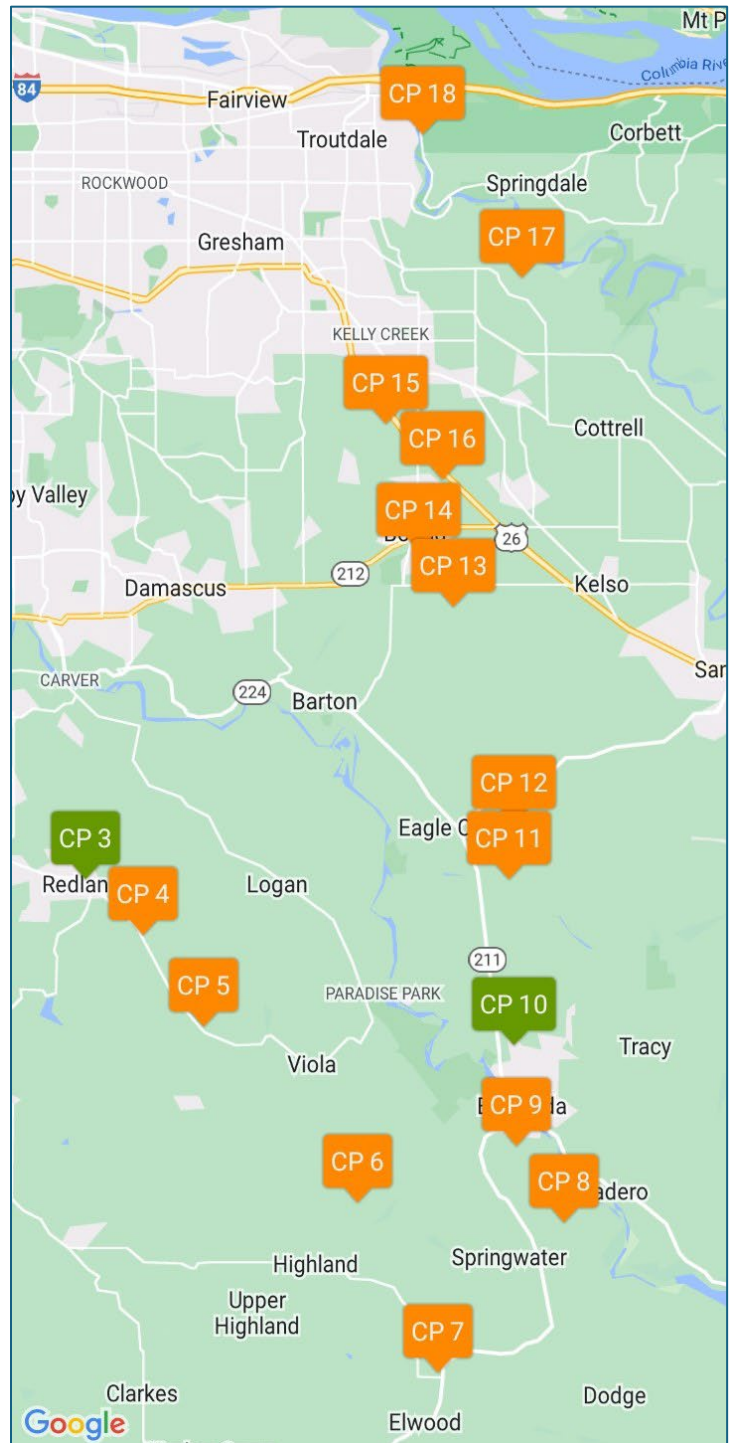 Mt P
Columbia River
84
CP 18
Fairview
Troutdale
Corbett
ROCKWOOD
Springdale
CP 17
Gresham
KELLY CREEK
CP 15
CP 16
Cottrell
y Valley
CP 14
26
CP 13
212
Damascus
Kelso
San
CARVER
224
Barton
CP 12
Eagle C
CP 11
CP 3
Redlan
CP 4
Logan
211
CP 5
PARADISE PARK
CP 10
Tracy
Viola
CP 9
da
CP 6
CP 8
adero
Highland
Springwater
Upper
Highland
CP 7
Clarkes
Dodge
Elwood
Google